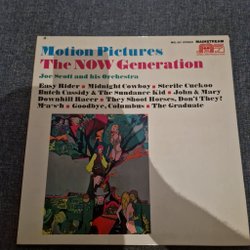 MAINSTREAM
Motion Pictures
The NOW Generation
Joe Scott and his Orchestra
Easy Rider • Midnight Cowboy • Sterile Cuckoo
Butch Cassidy & The Sundance Kid • John & Mary
Downhill Racer • They Shoot Horses, Don't They?
M*a*s*h • Goodbye, Columbus • The Graduate